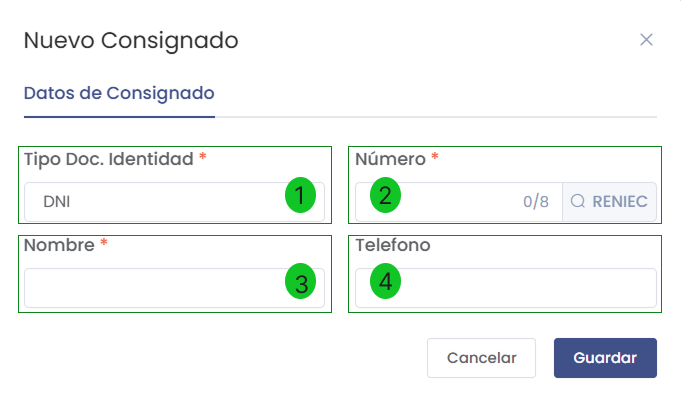 Nuevo Consignado
Datos de Consignado
Tipo Doc. Identidad *
Número *
DNI
1
2
0/8
RENIEC
Nombre *
Telefono
3
4
Cancelar
Guardar